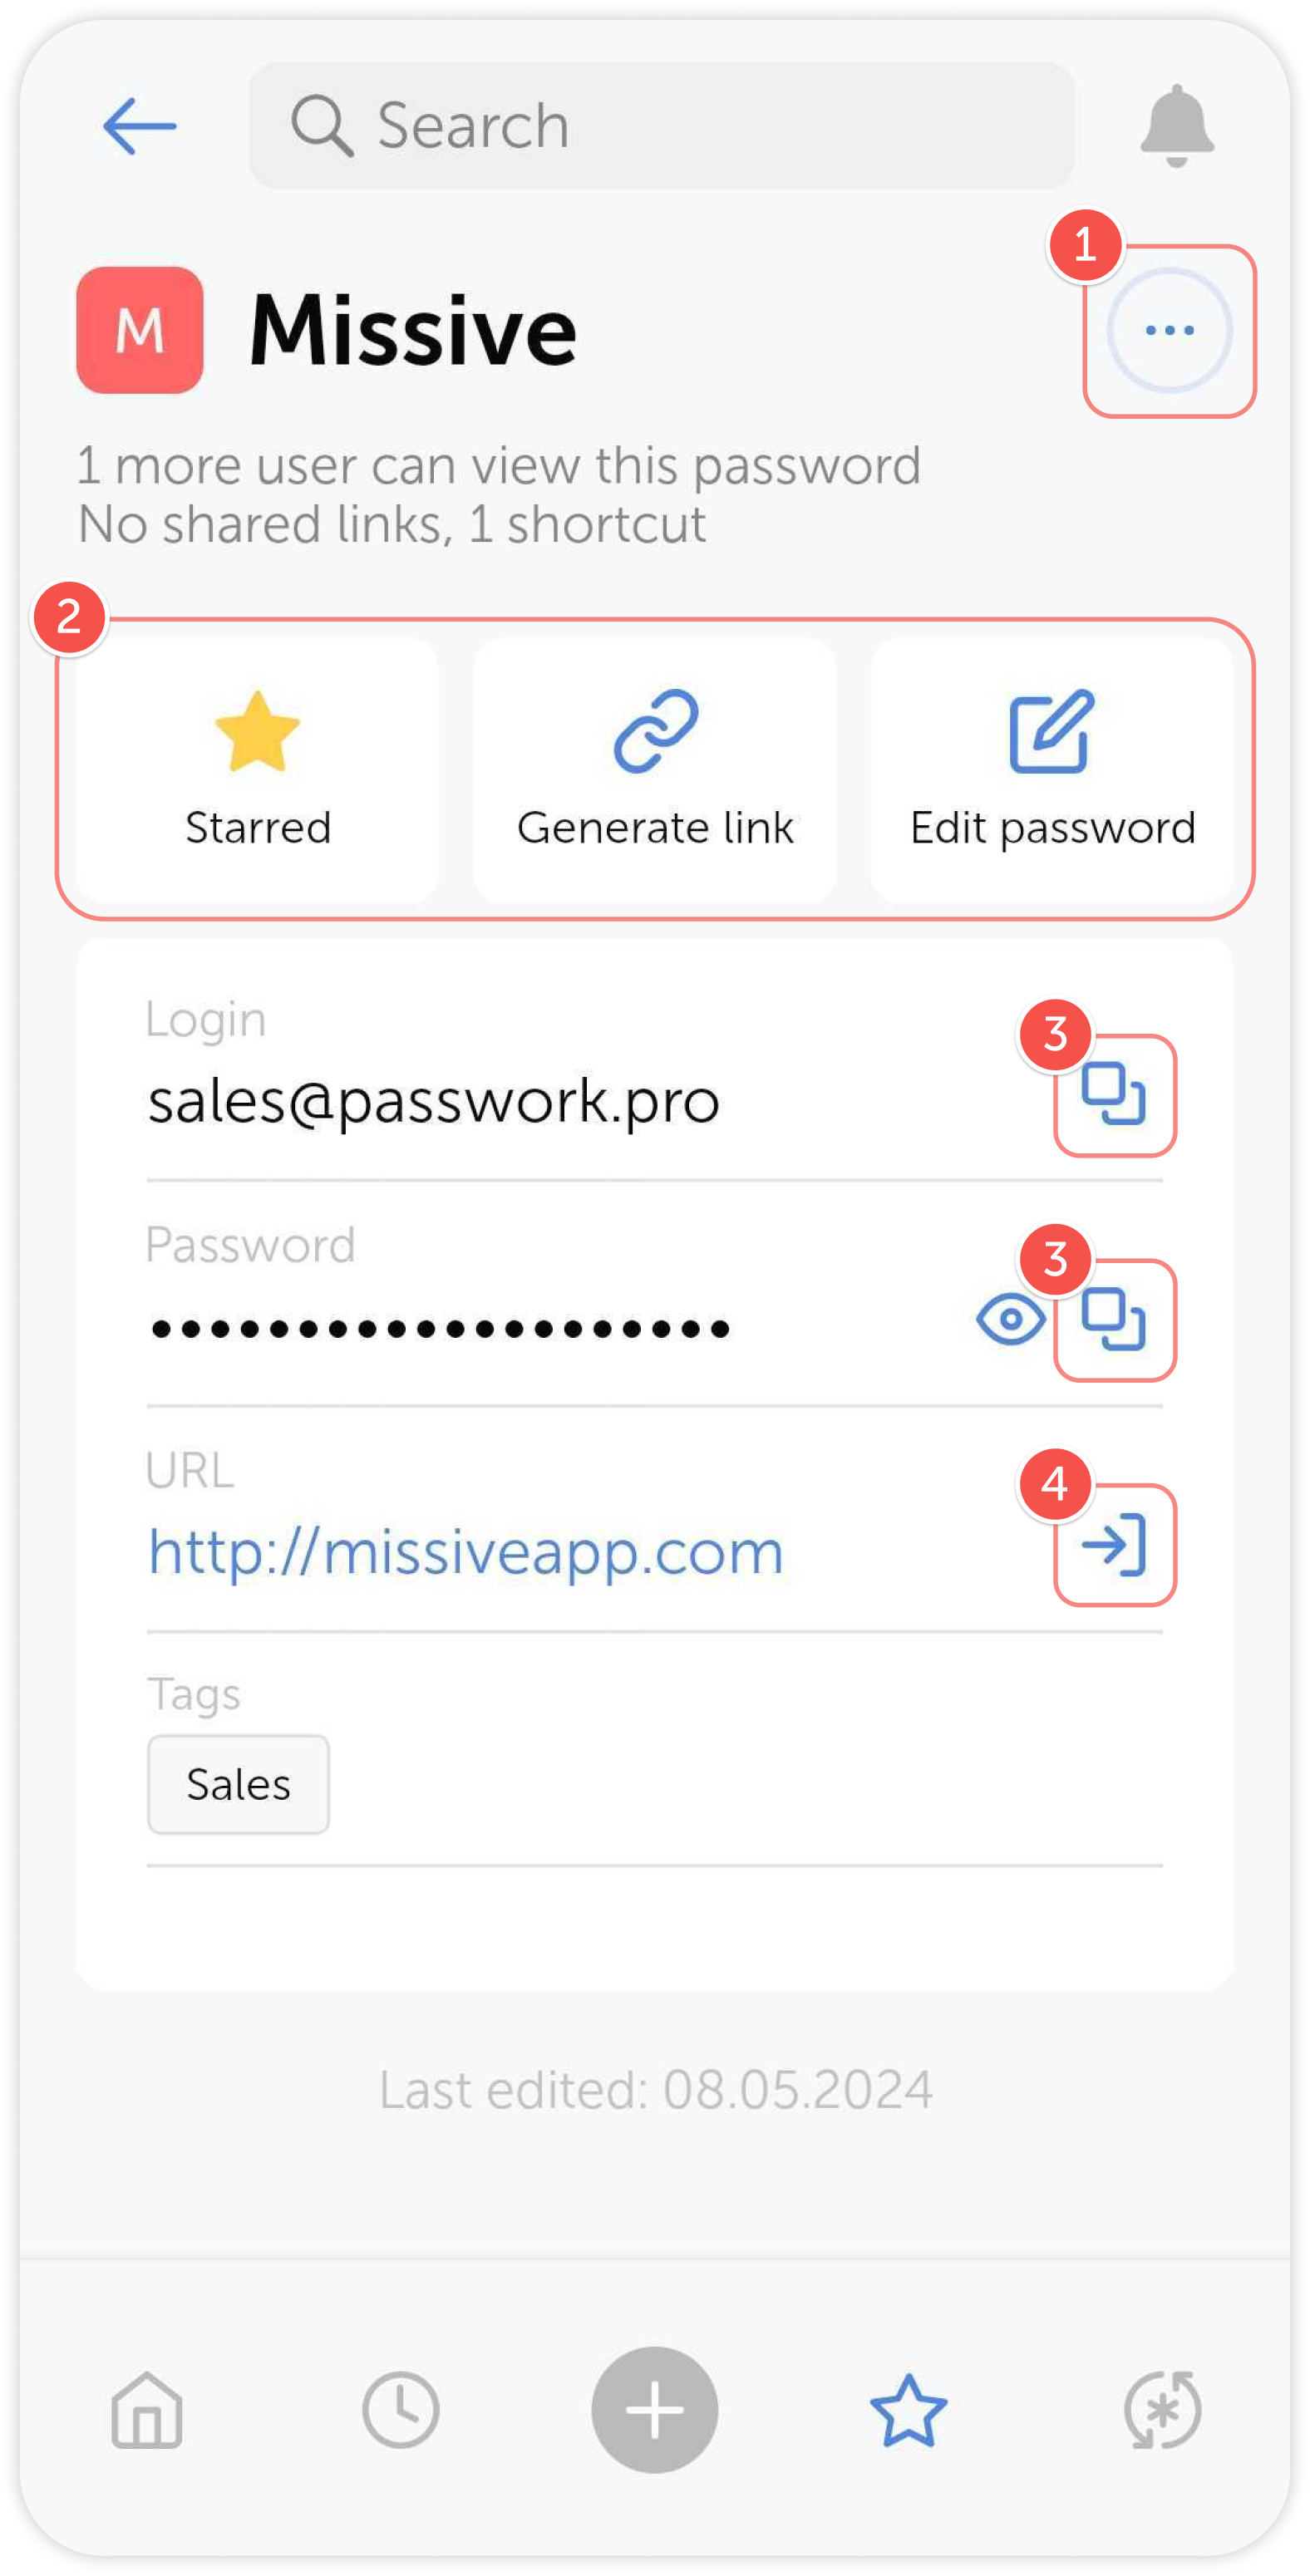 Search
1
M
Missive
1 more user can view this password
No shared links, 1 shortcut
2
Starred
Generate link
Edit password
Login
3
sales@passwork.pro
Password
3
••••••••••••••••••••
URL
4
http://missiveapp.com
Tags
Sales
Last edited: 08.05.2024